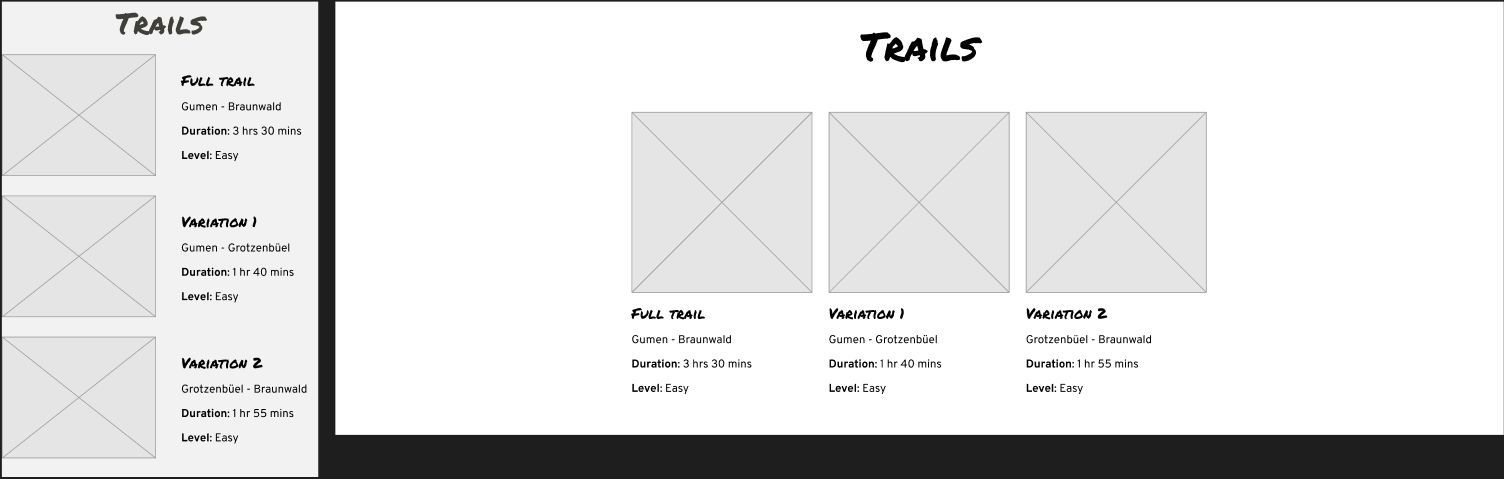 Trails
Full trail
Gumen - Braunwald
Duration: 3 hrs 30 mins
Level: Easy
Variation 1
Gumen - Grotzenbüel
Duration: 1 hr 40 mins
Level: Easy
Variation 2
Grotzenbüel - Braunwald
Duration: 1 hr 55 mins
Level: Easy
Trails
Full trail
Gumen - Braunwald
Duration: 3 hrs 30 mins
Level: Easy
Variation 1
Gumen - Grotzenbüel
Duration: 1 hr 40 mins
Level: Easy
Variation 2
Grotzenbüel - Braunwald
Duration: 1 hr 55 mins
Level: Easy